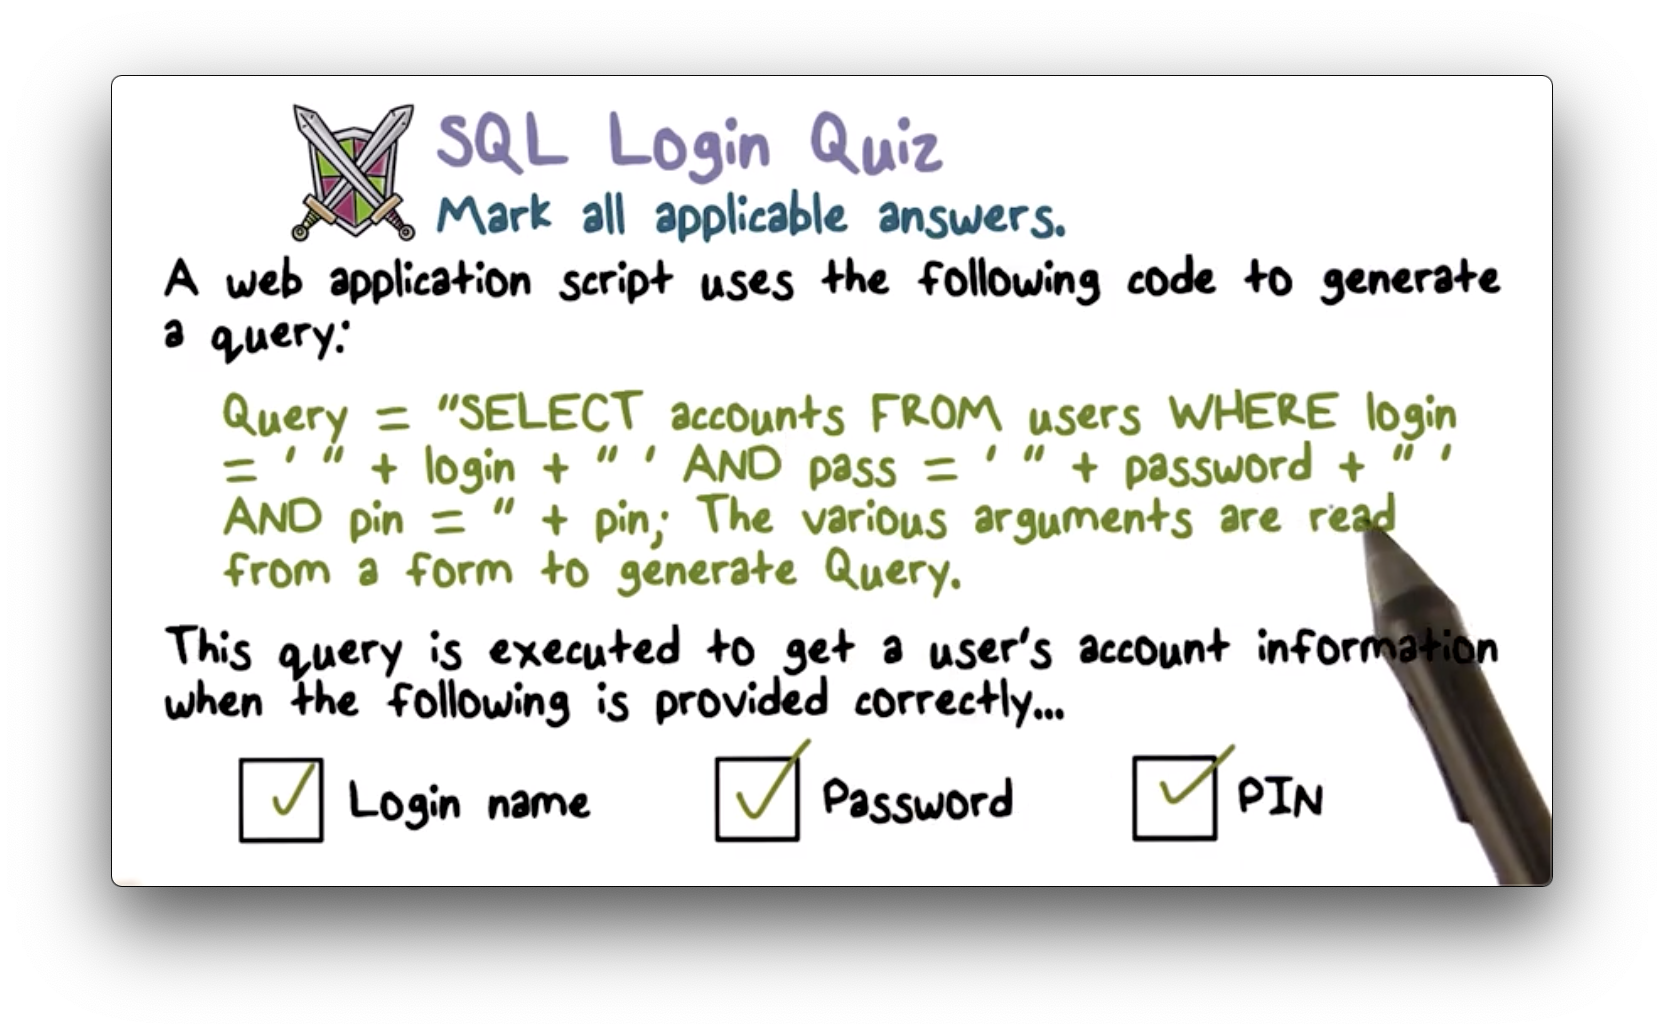 SQL Login Quiz
Mark all applicable answers.
A web application script uses the following code to generate
a query:
Query = "SELECT accounts FROM users WHERE login
= ' " + login + " ' AND pass = ' " + password + " '
AND pin = " + pin; The various arguments are read
from a form to generate Query.
This query is executed to get a user's account information
when the following is provided correctly...
Login name
Password
PIN